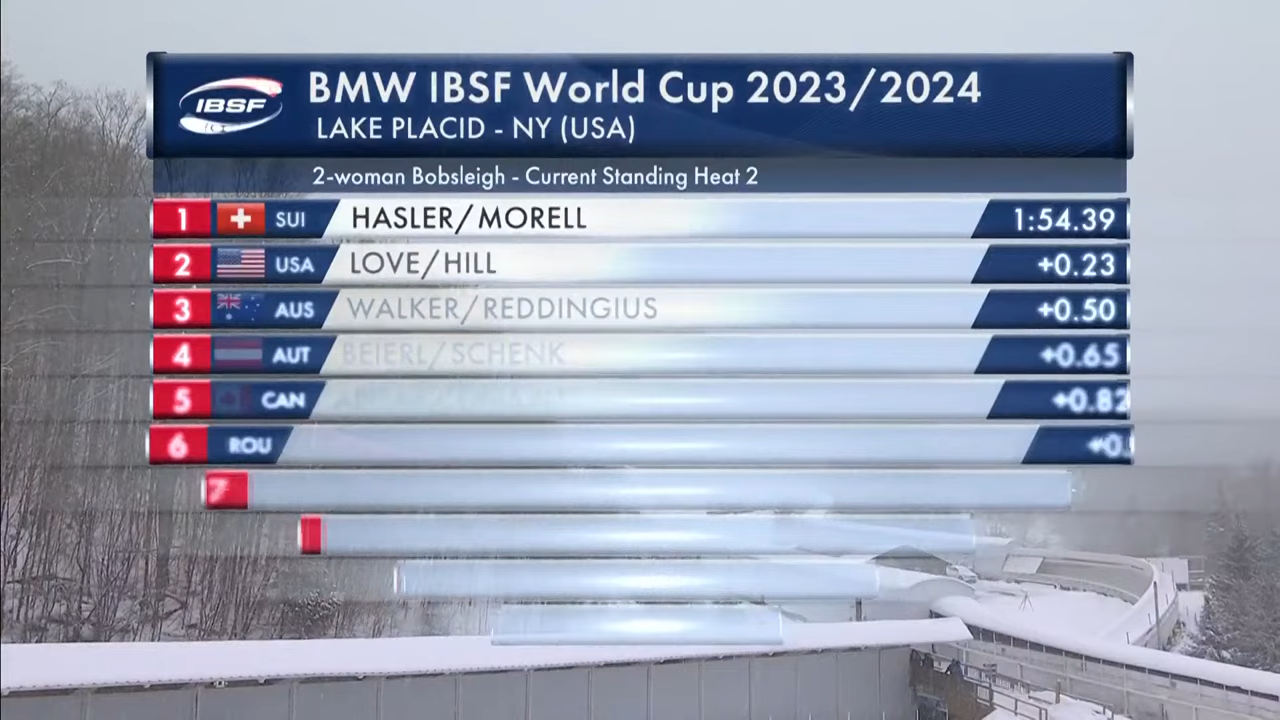 IBSF
BMW IBSF World Cup 2023/2024
LAKE PLACID - NY (USA)
2-woman Bobsleigh - Current Standing Heat 2
1 SUI HASLER/MORELL 1:54.39
2 USA LOVE/HILL +0.23
3 AUS WALKER/REDDINGIUS +0.50
4 AUT BEIERL/SCHENK +0.65
5 CAN +0.82
6 ROU +0.
7